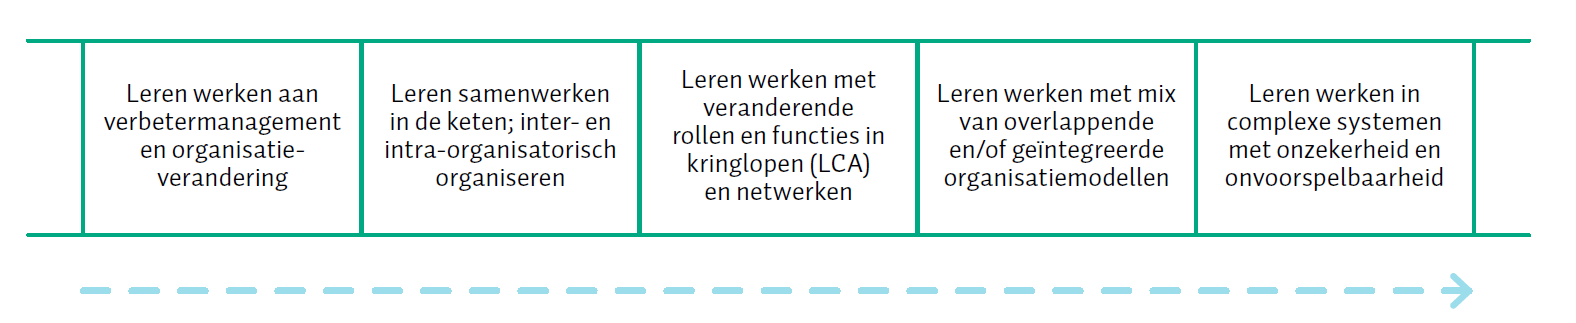 Leren werken aan
verbetermanagement
en organisatie-
verandering
Leren samenwerken
in de keten; inter- en
intra-organisatorisch
organiseren
Leren werken met
veranderende
rollen en functies in
kringlopen (LCA)
en netwerken
Leren werken met mix
van overlappende
en/of geïntegreerde
organisatiemodellen
Leren werken in
complexe systemen
met onzekerheid en
onvoorspelbaarheid